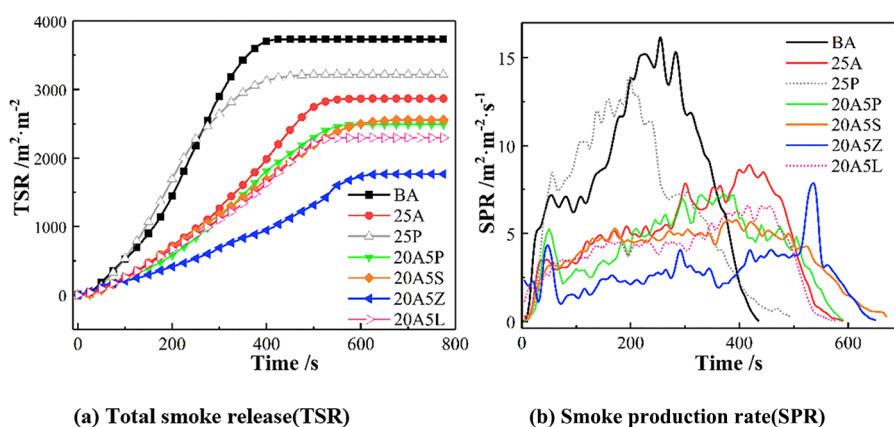 4000
3000
2000
1000
0
TSR /m²·m⁻²
0
200
400
600
800
Time /s
BA
25A
25P
20A5P
20A5S
20A5Z
20A5L
(a) Total smoke release(TSR)
15
10
5
0
SPR /m²·m⁻²·s⁻¹
0
200
400
600
Time /s
BA
25A
25P
20A5P
20A5S
20A5Z
20A5L
(b) Smoke production rate(SPR)